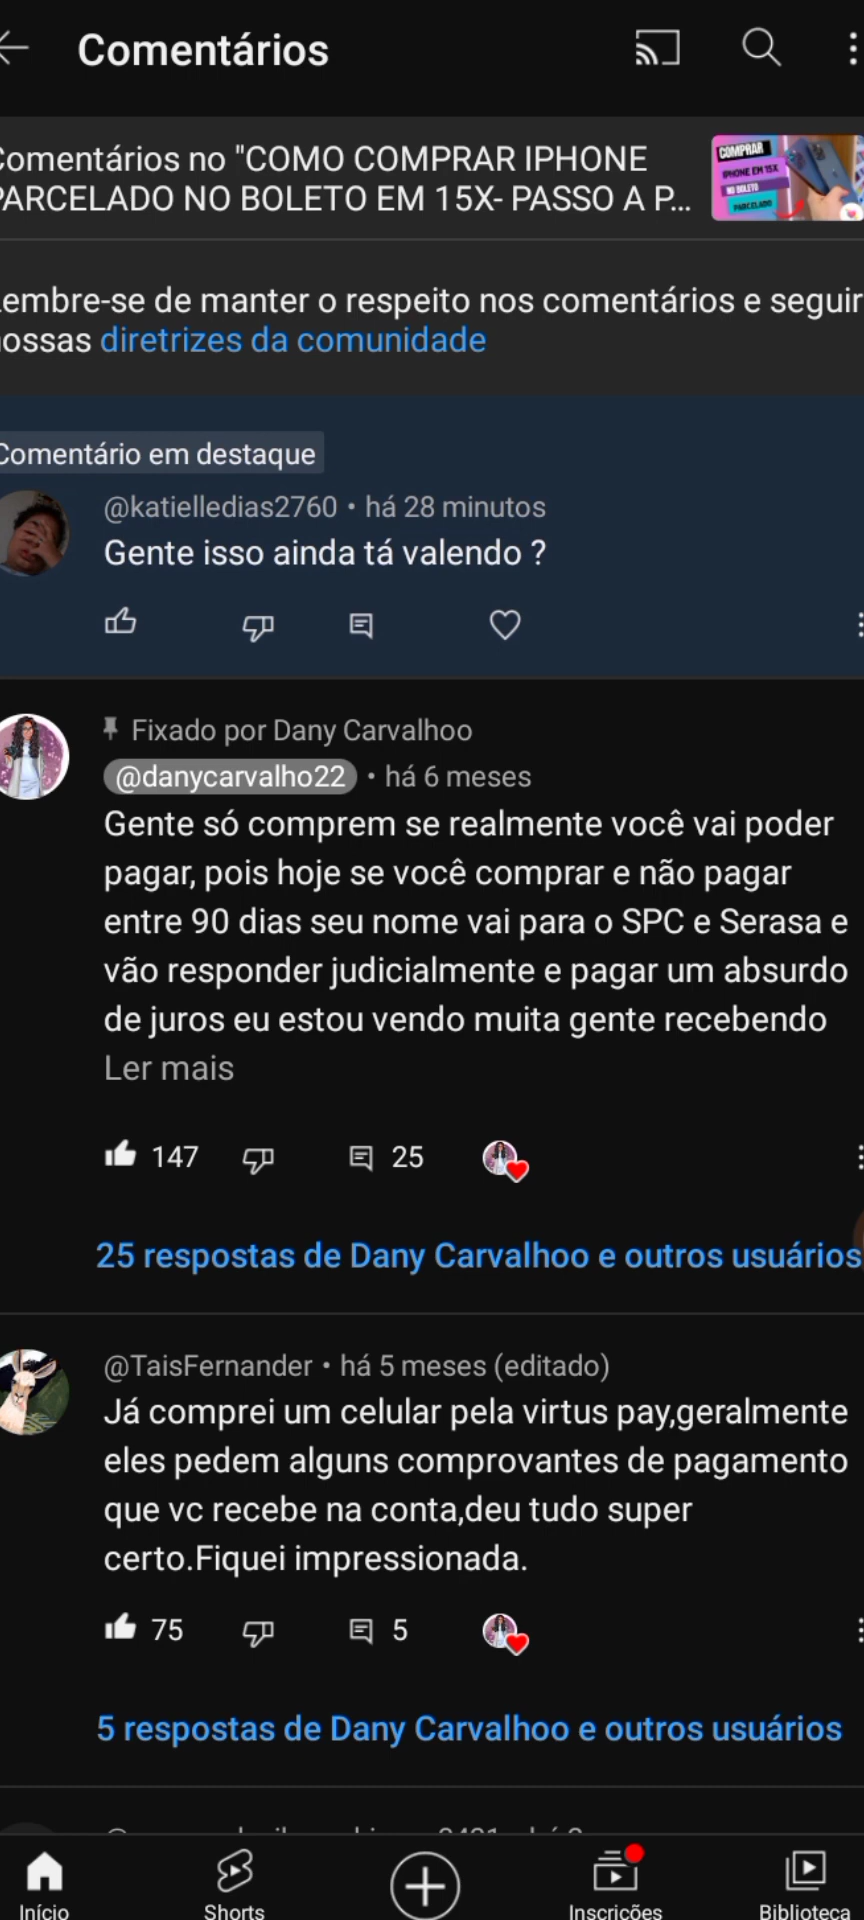 Comentários
Comentários no "COMO COMPRAR IPHONE
PARCELADO NO BOLETO EM 15X- PASSO A P...
COMPRAR
IPHONE EM 15X
NO BOLETO
PARCELADO
Lembre-se de manter o respeito nos comentários e seguir
nossas diretrizes da comunidade
Comentário em destaque
@katielledias2760 • há 28 minutos
Gente isso ainda tá valendo ?
Fixado por Dany Carvalhoo
@danycarvalho22 • há 6 meses
Gente só comprem se realmente você vai poder
pagar, pois hoje se você comprar e não pagar
entre 90 dias seu nome vai para o SPC e Serasa e
vão responder judicialmente e pagar um absurdo
de juros eu estou vendo muita gente recebendo
Ler mais
147 25
25 respostas de Dany Carvalhoo e outros usuários
@TaisFernander • há 5 meses (editado)
Já comprei um celular pela virtus pay,geralmente
eles pedem alguns comprovantes de pagamento
que vc recebe na conta,deu tudo super
certo.Fiquei impressionada.
75 5
5 respostas de Dany Carvalhoo e outros usuários
Início Shorts Inscrições Biblioteca